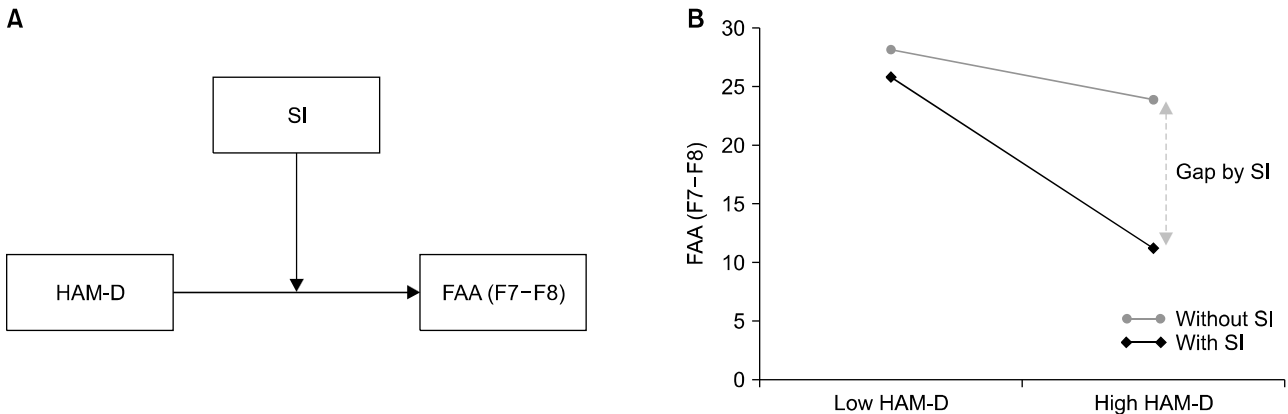 A
SI
HAM-D
FAA (F7−F8)
B
FAA (F7−F8)
30
25
20
15
10
5
0
Gap by SI
Without SI
With SI
Low HAM-D
High HAM-D